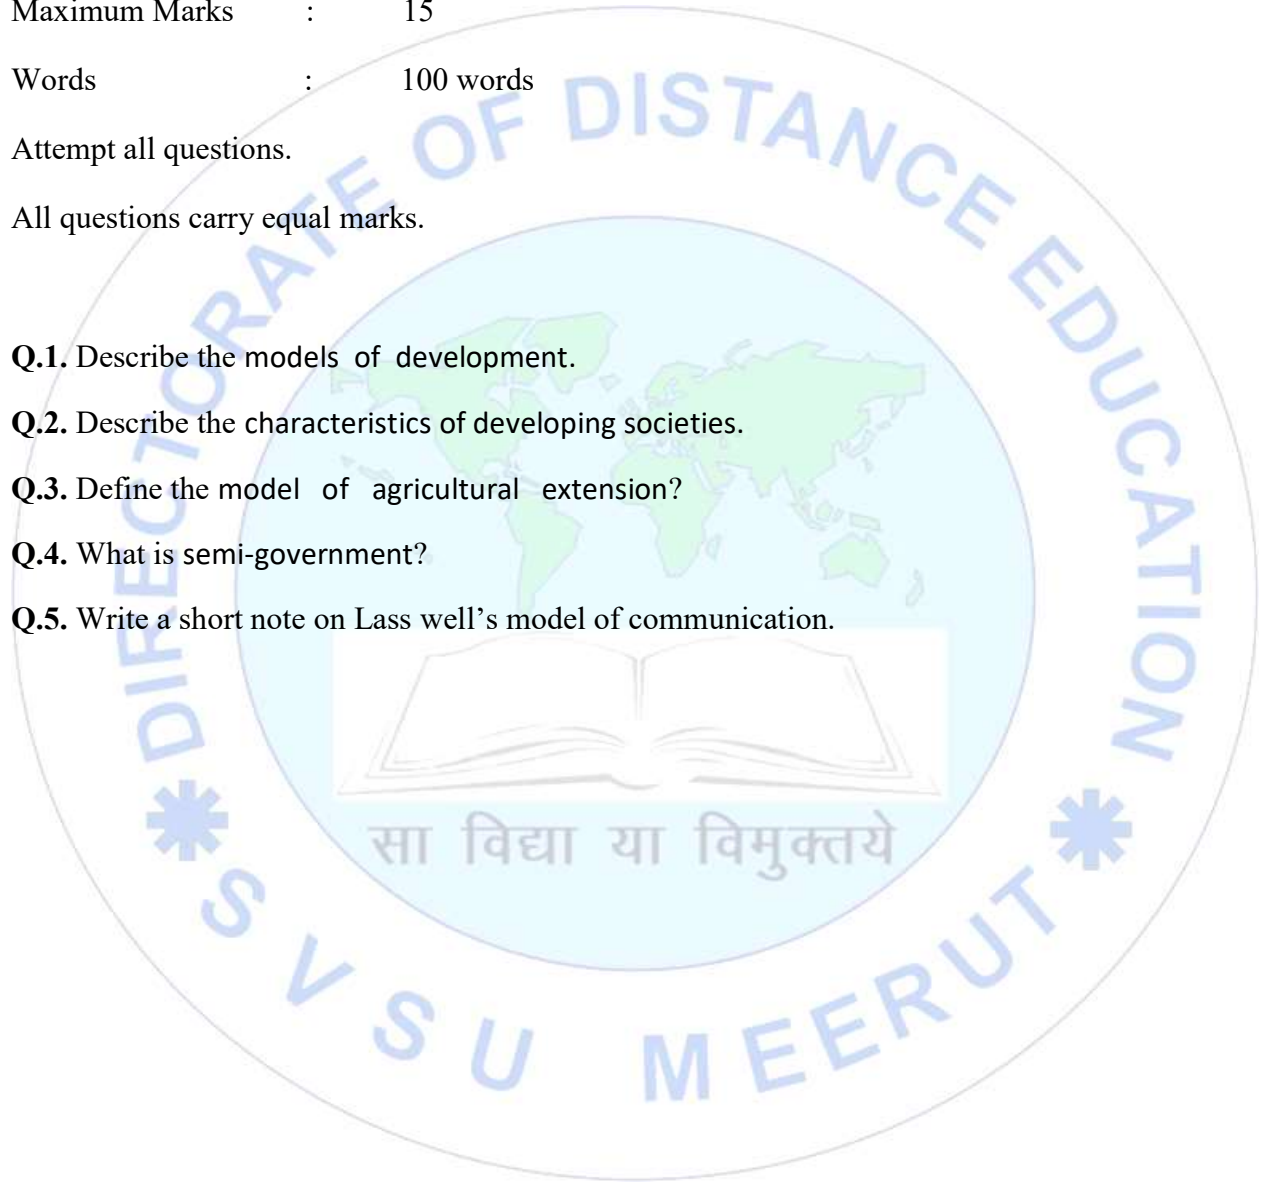 Maximum Marks : 15
Words : 100 words
Attempt all questions.
All questions carry equal marks.
Q.1. Describe the models of development.
Q.2. Describe the characteristics of developing societies.
Q.3. Define the model of agricultural extension?
Q.4. What is semi-government?
Q.5. Write a short note on Lass well’s model of communication.
DIRECTORATE OF DISTANCE EDUCATION
सा विद्या या विमुक्तये
SVSU MEERUT